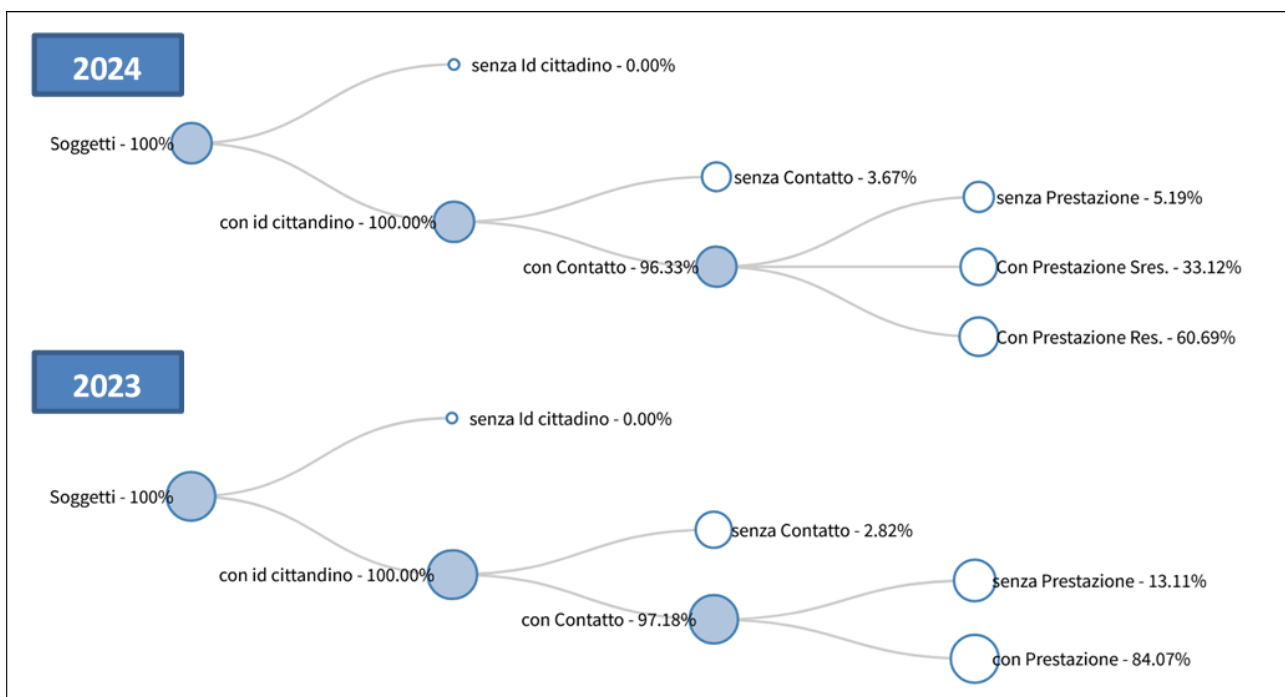 2024
senza Id cittadino - 0.00%
Soggetti - 100%
senza Contatto - 3.67%
senza Prestazione - 5.19%
con id cittandino - 100.00%
con Contatto - 96.33%
Con Prestazione Sres. - 33.12%
Con Prestazione Res. - 60.69%
2023
senza Id cittadino - 0.00%
Soggetti - 100%
senza Contatto - 2.82%
con id cittandino - 100.00%
senza Prestazione - 13.11%
con Contatto - 97.18%
con Prestazione - 84.07%